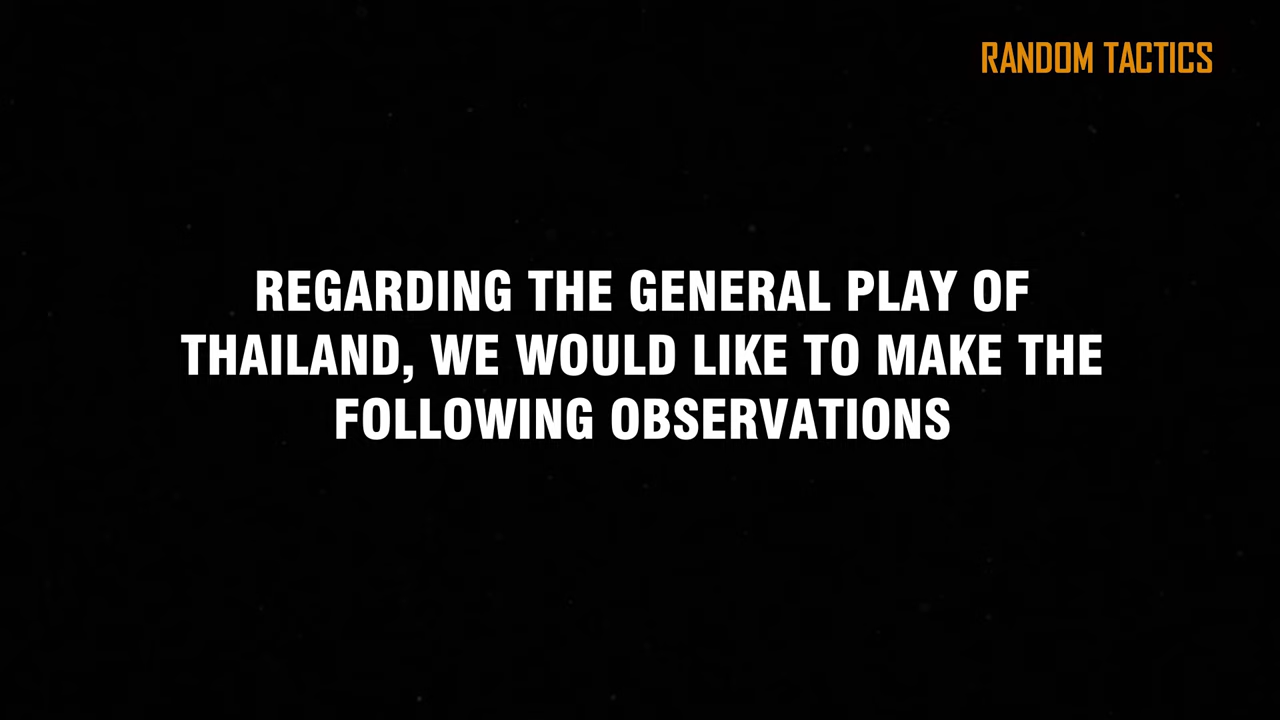 RANDOM TACTICS
REGARDING THE GENERAL PLAY OF
THAILAND, WE WOULD LIKE TO MAKE THE
FOLLOWING OBSERVATIONS